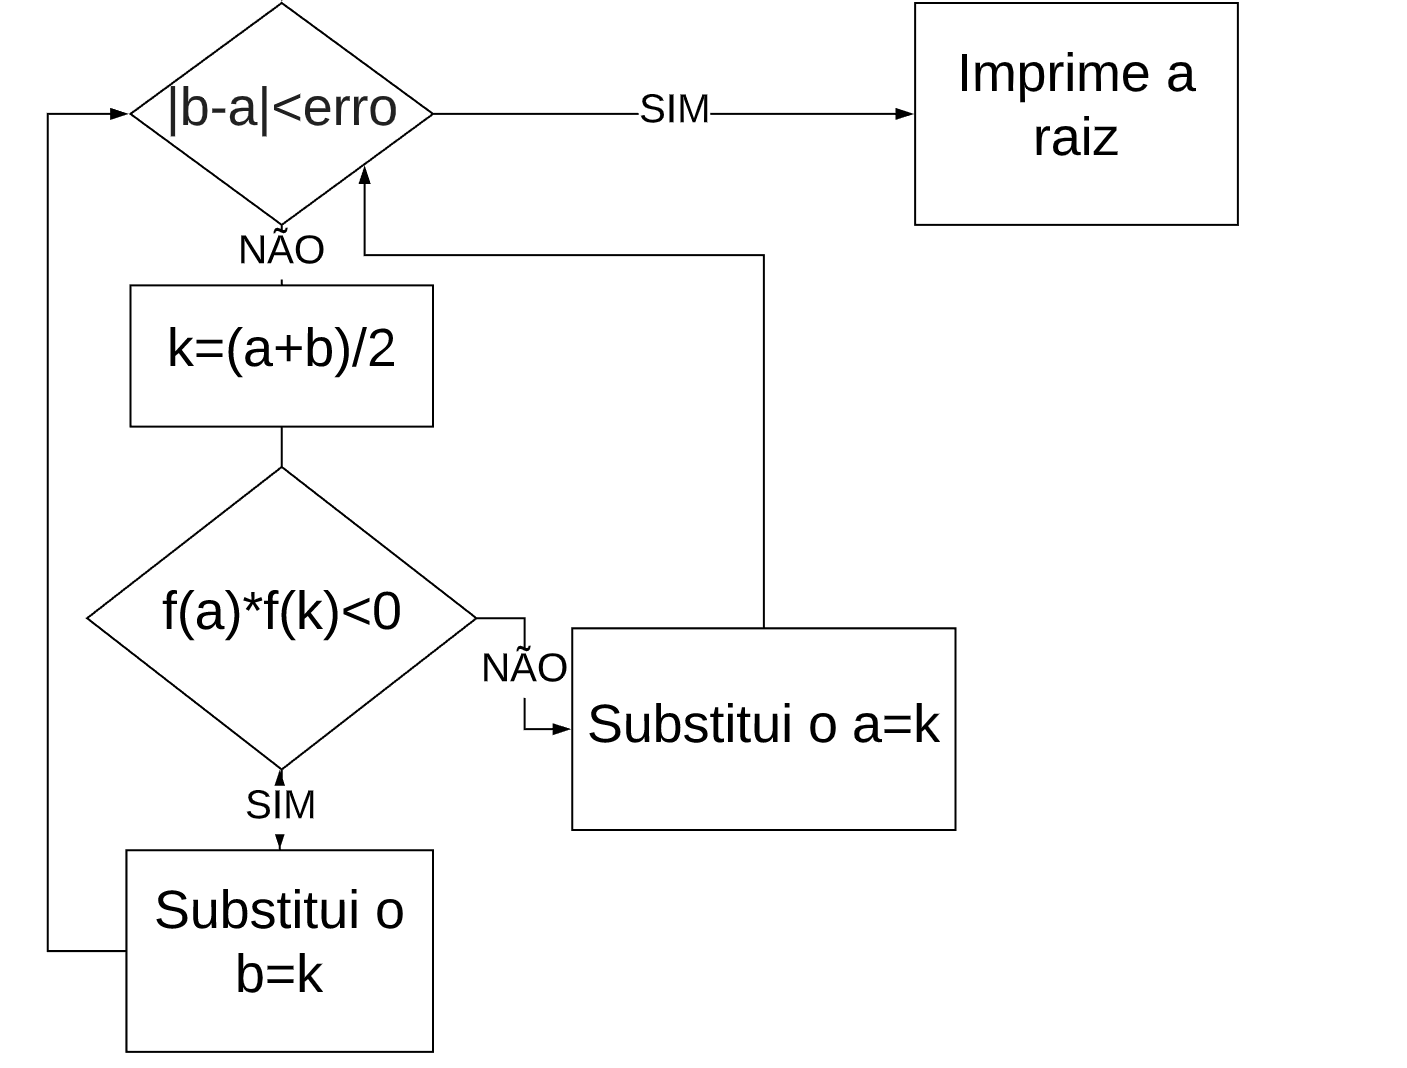 |b-a|<erro
SIM
Imprime a
raiz
NÃO
k=(a+b)/2
f(a)*f(k)<0
NÃO
Substitui o a=k
SIM
Substitui o
b=k